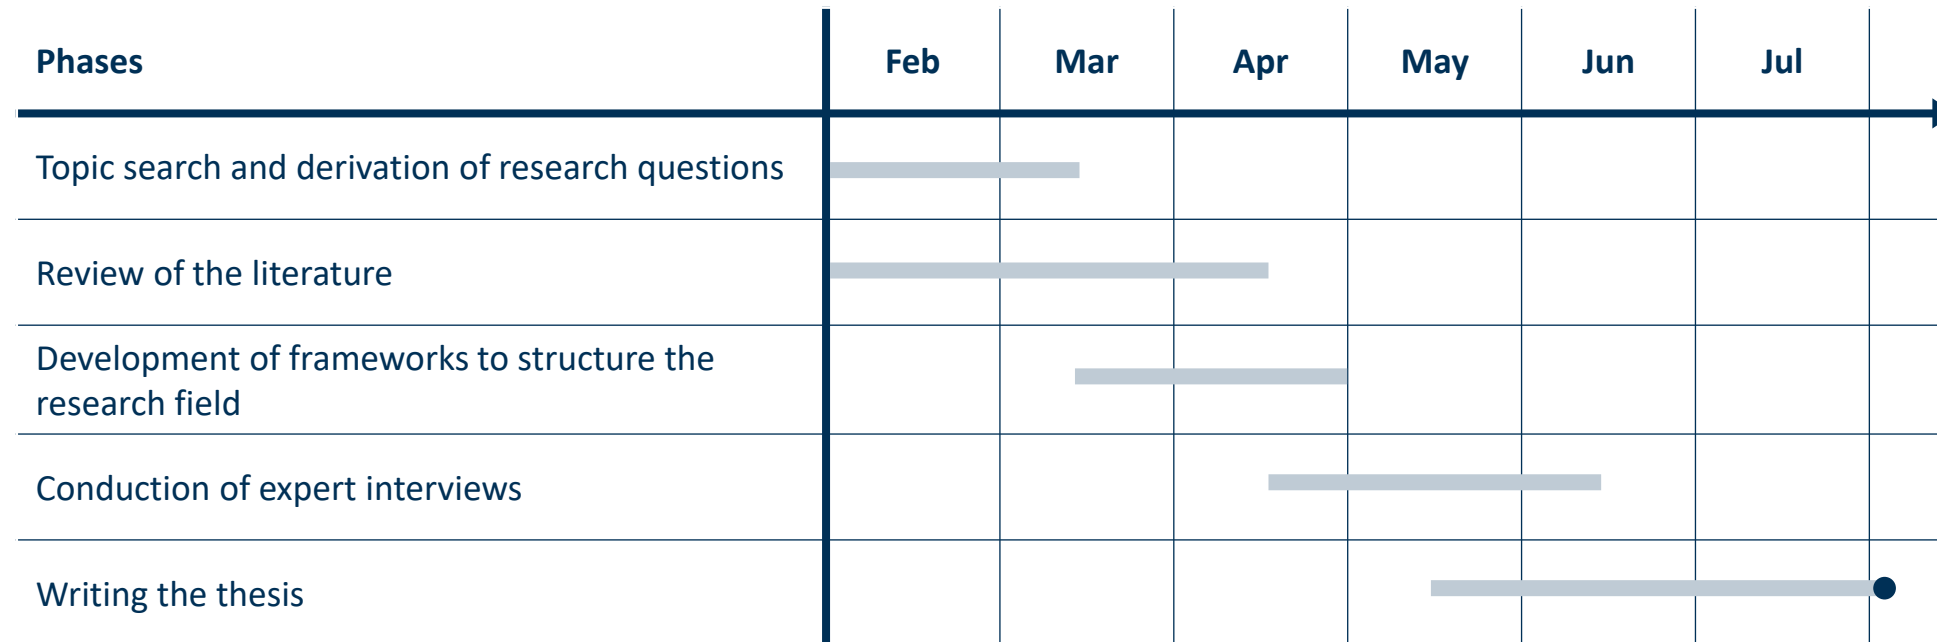 Phases Feb Mar Apr May Jun Jul
Topic search and derivation of research questions
Review of the literature
Development of frameworks to structure the
research field
Conduction of expert interviews
Writing the thesis